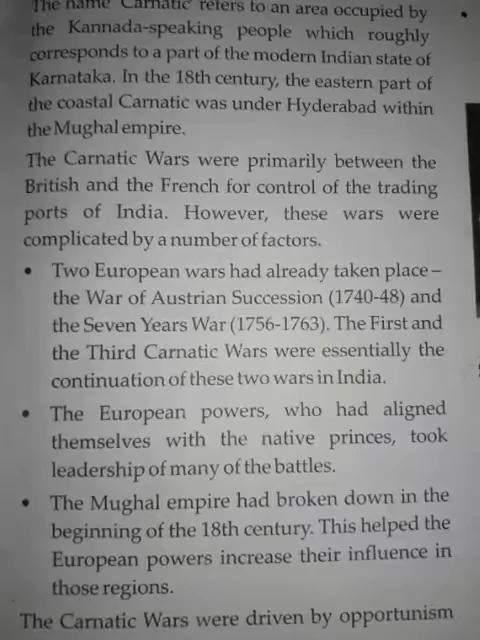 The name Carnatic refers to an area occupied by
the Kannada-speaking people which roughly
corresponds to a part of the modern Indian state of
Karnataka. In the 18th century, the eastern part of
the coastal Carnatic was under Hyderabad within
the Mughal empire.
The Carnatic Wars were primarily between the
British and the French for control of the trading
ports of India. However, these wars were
complicated by a number of factors.
• Two European wars had already taken place –
the War of Austrian Succession (1740-48) and
the Seven Years War (1756-1763). The First and
the Third Carnatic Wars were essentially the
continuation of these two wars in India.
• The European powers, who had aligned
themselves with the native princes, took
leadership of many of the battles.
• The Mughal empire had broken down in the
beginning of the 18th century. This helped the
European powers increase their influence in
those regions.
The Carnatic Wars were driven by opportunism